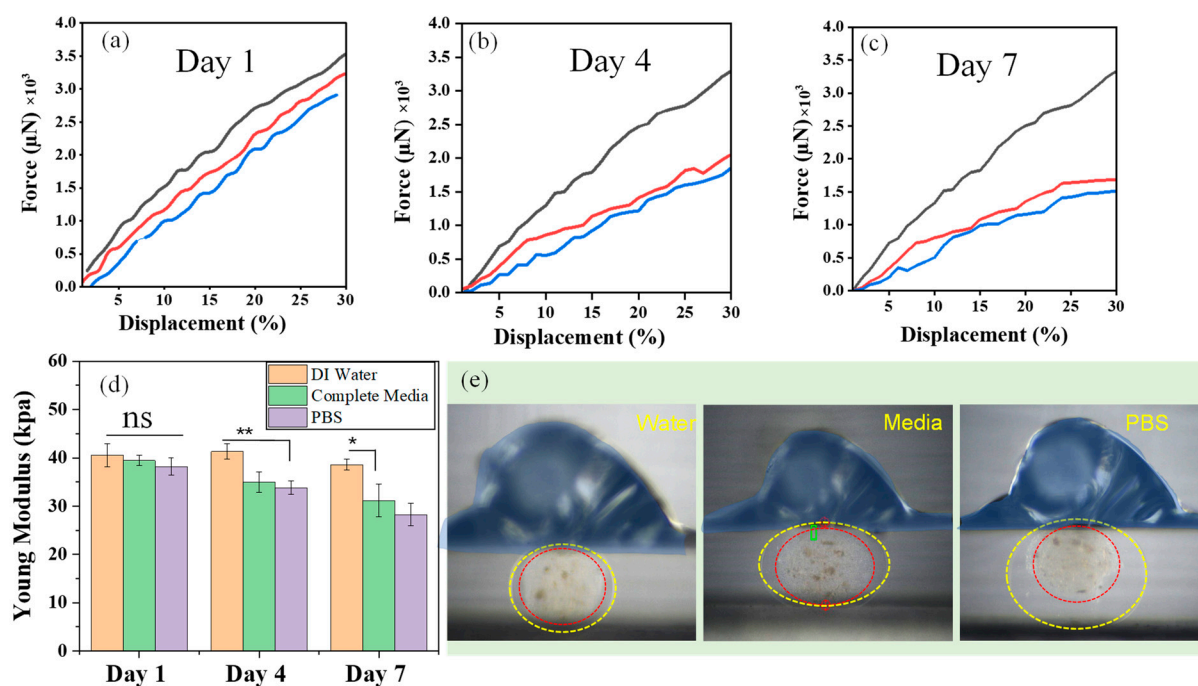 (a)
Day 1
Force (μN) ×10³
4.0
3.5
3.0
2.5
2.0
1.5
1.0
0.5
0.0
5 10 15 20 25 30
Displacement (%)
(b)
Day 4
Force (μN) ×10³
4.0
3.5
3.0
2.5
2.0
1.5
1.0
0.5
0.0
5 10 15 20 25 30
Displacement (%)
(c)
Day 7
Force (μN) ×10³
4.0
3.5
3.0
2.5
2.0
1.5
1.0
0.5
0.0
5 10 15 20 25 30
Displacement (%)
(d)
Young Modulus (kpa)
60
50
40
30
20
10
0
DI Water
Complete Media
PBS
ns
**
*
Day 1 Day 4 Day 7
(e)
Water
Media
PBS